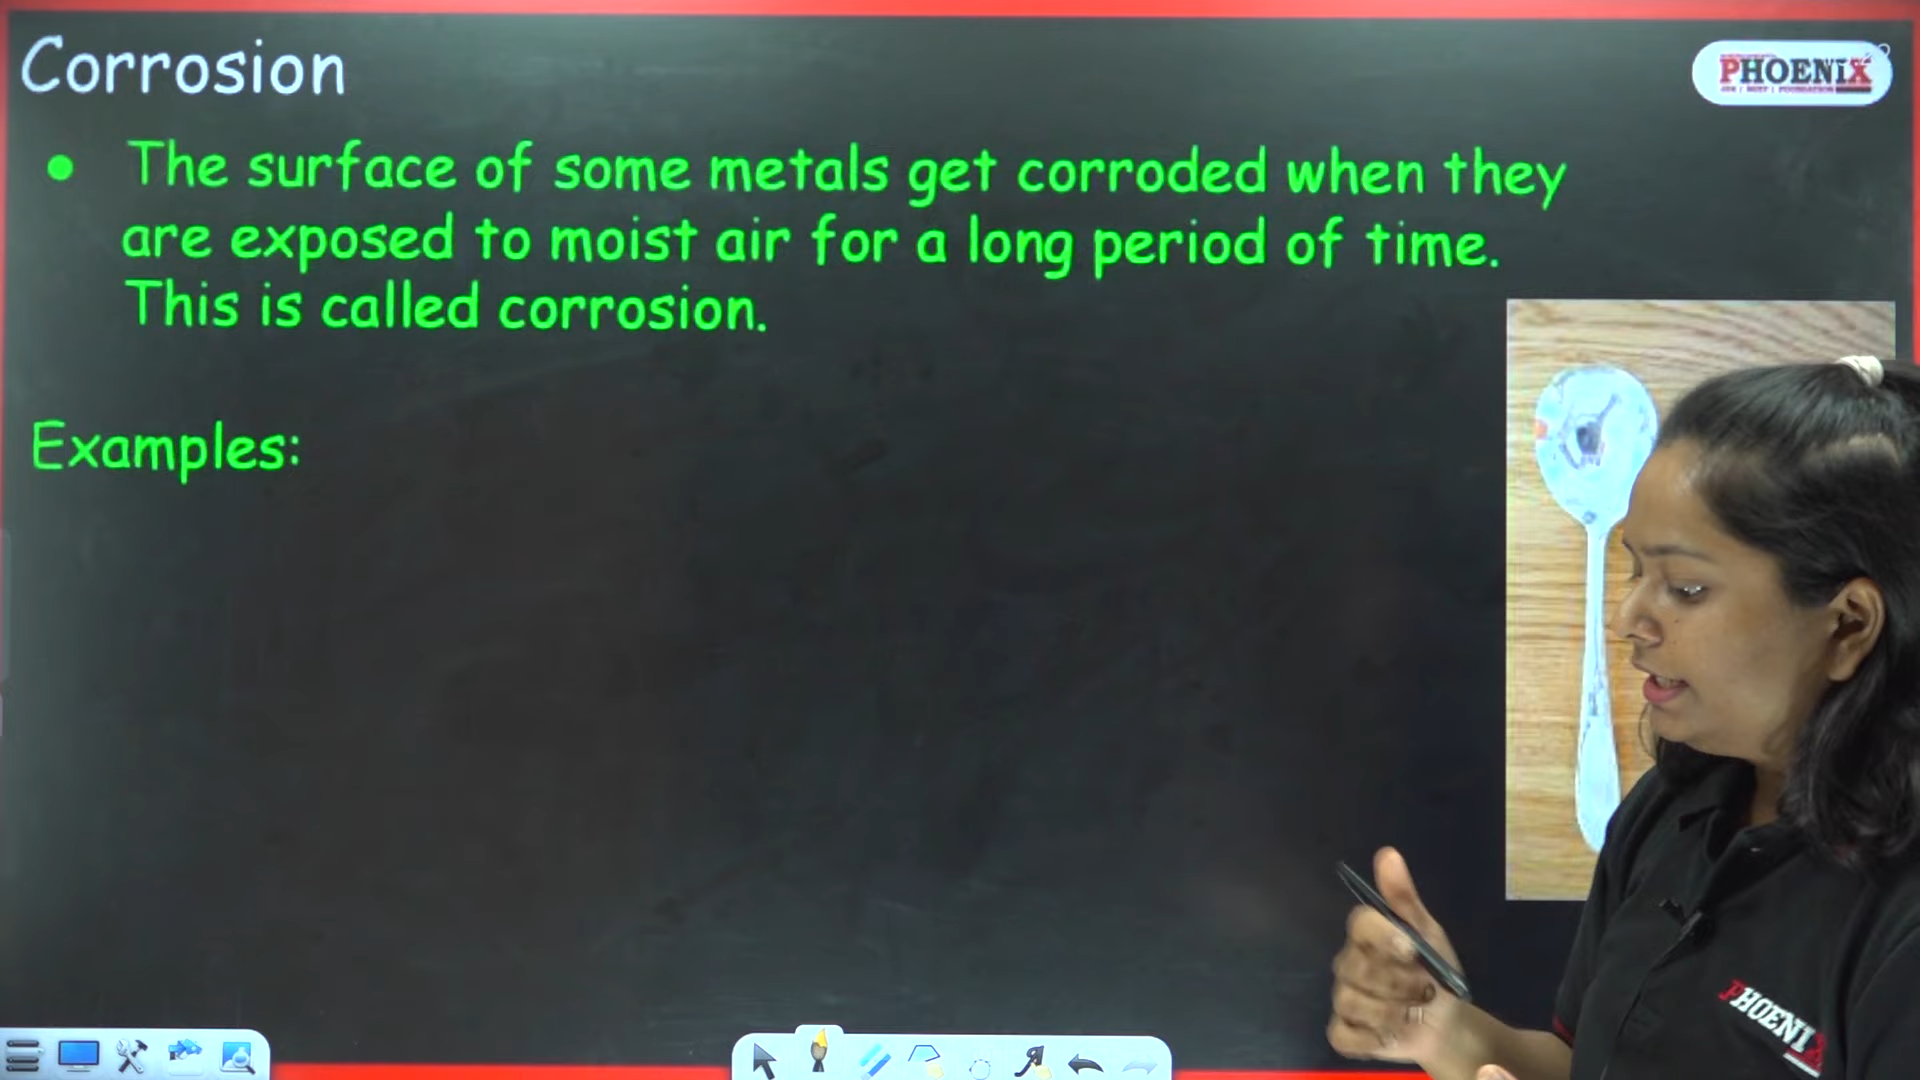 Corrosion
PHOENIX
● The surface of some metals get corroded when they
are exposed to moist air for a long period of time.
This is called corrosion.
Examples:
PHOENIX